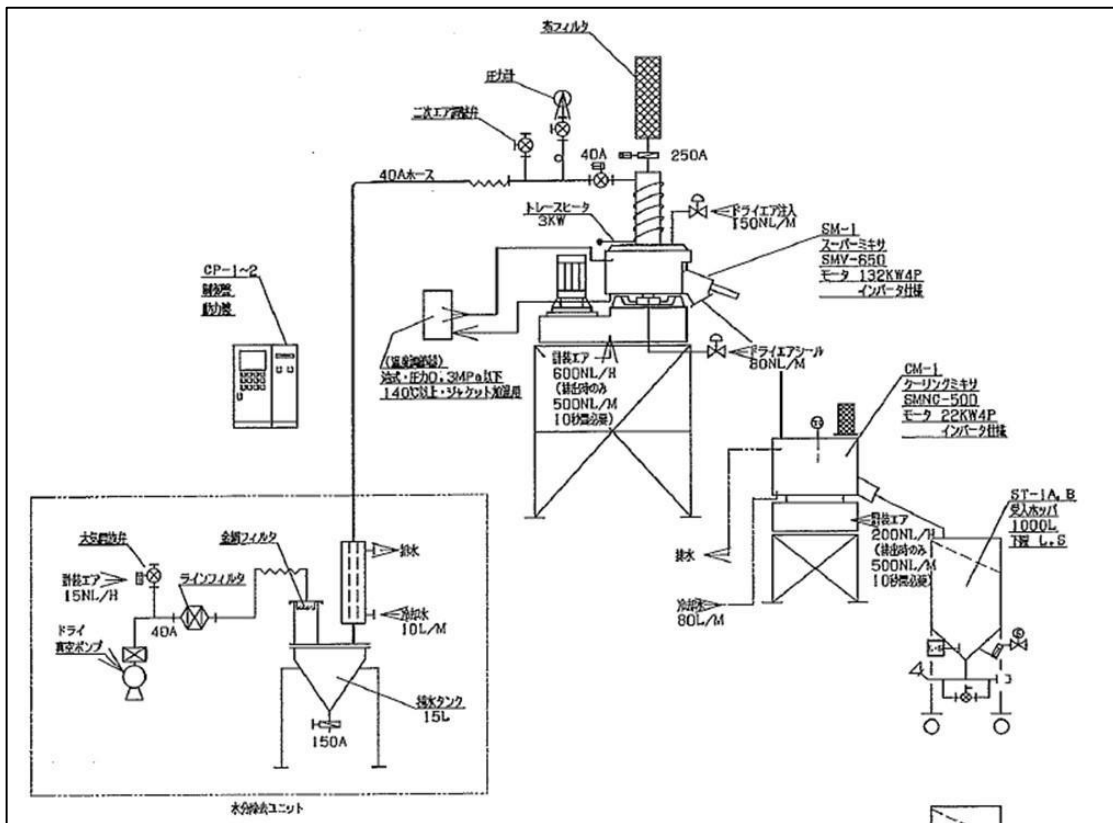 布フィルタ
圧力計
二次エア調整弁
40A
250A
40Aホース
トレースヒータ
3KW
ドライエア注入
150NL/M
SM-1
スーパーミキサ
SMV-650
モータ 132KW4P
インバータ仕様
CP-1~2
制御盤
動力盤
(温度調節器)
油式・圧力0.3MPa以下
140℃以上・ジャケット加温用
計装エア
600NL/H
(排出時のみ
500NL/M
10秒間必要)
ドライエアシール
80NL/M
CM-1
クーリングミキサ
SMNC-500
モータ 22KW4P
インバータ仕様
排水
冷却水
80L/M
計装エア
200NL/H
(排出時のみ
500NL/M
10秒間必要)
ST-1A, B
受入ホッパ
1000L
下限 L.S
大気開放弁
計装エア
15NL/H
ラインフィルタ
金網フィルタ
40A
ドライ
真空ポンプ
排水
冷却水
10L/M
排水タンク
15L
150A
水分除去ユニット